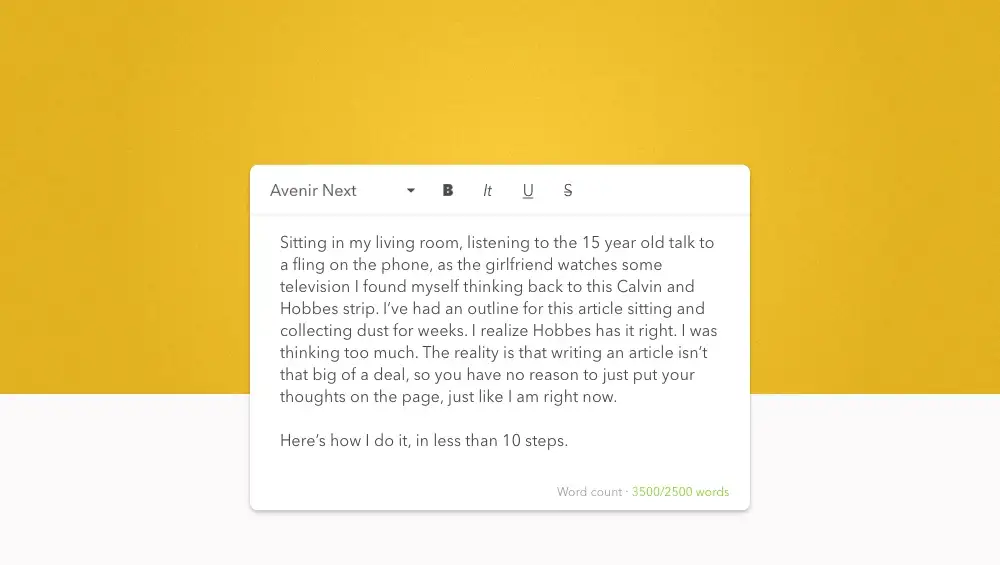 Avenir Next B It U S
Sitting in my living room, listening to the 15 year old talk to
a fling on the phone, as the girlfriend watches some
television I found myself thinking back to this Calvin and
Hobbes strip. I’ve had an outline for this article sitting and
collecting dust for weeks. I realize Hobbes has it right. I was
thinking too much. The reality is that writing an article isn’t
that big of a deal, so you have no reason to just put your
thoughts on the page, just like I am right now.
Here’s how I do it, in less than 10 steps.
Word count · 3500/2500 words